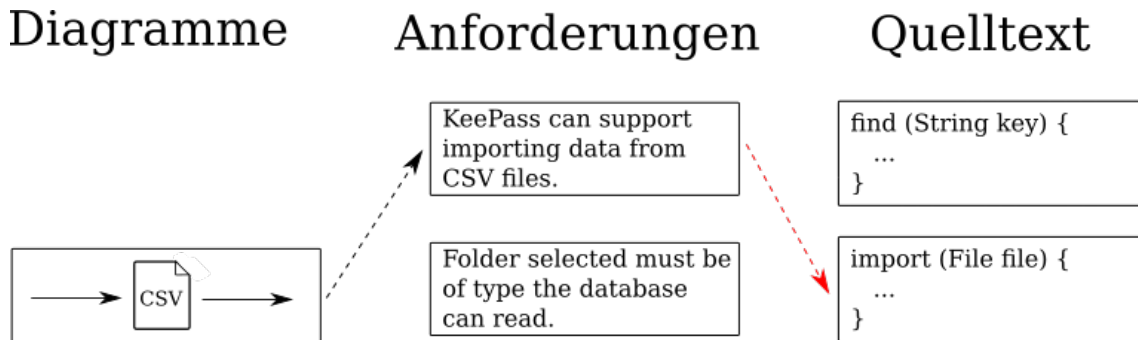 Diagramme
Anforderungen
Quelltext
KeePass can support
importing data from
CSV files.
find (String key) {
...
}
CSV
Folder selected must be
of type the database
can read.
import (File file) {
...
}